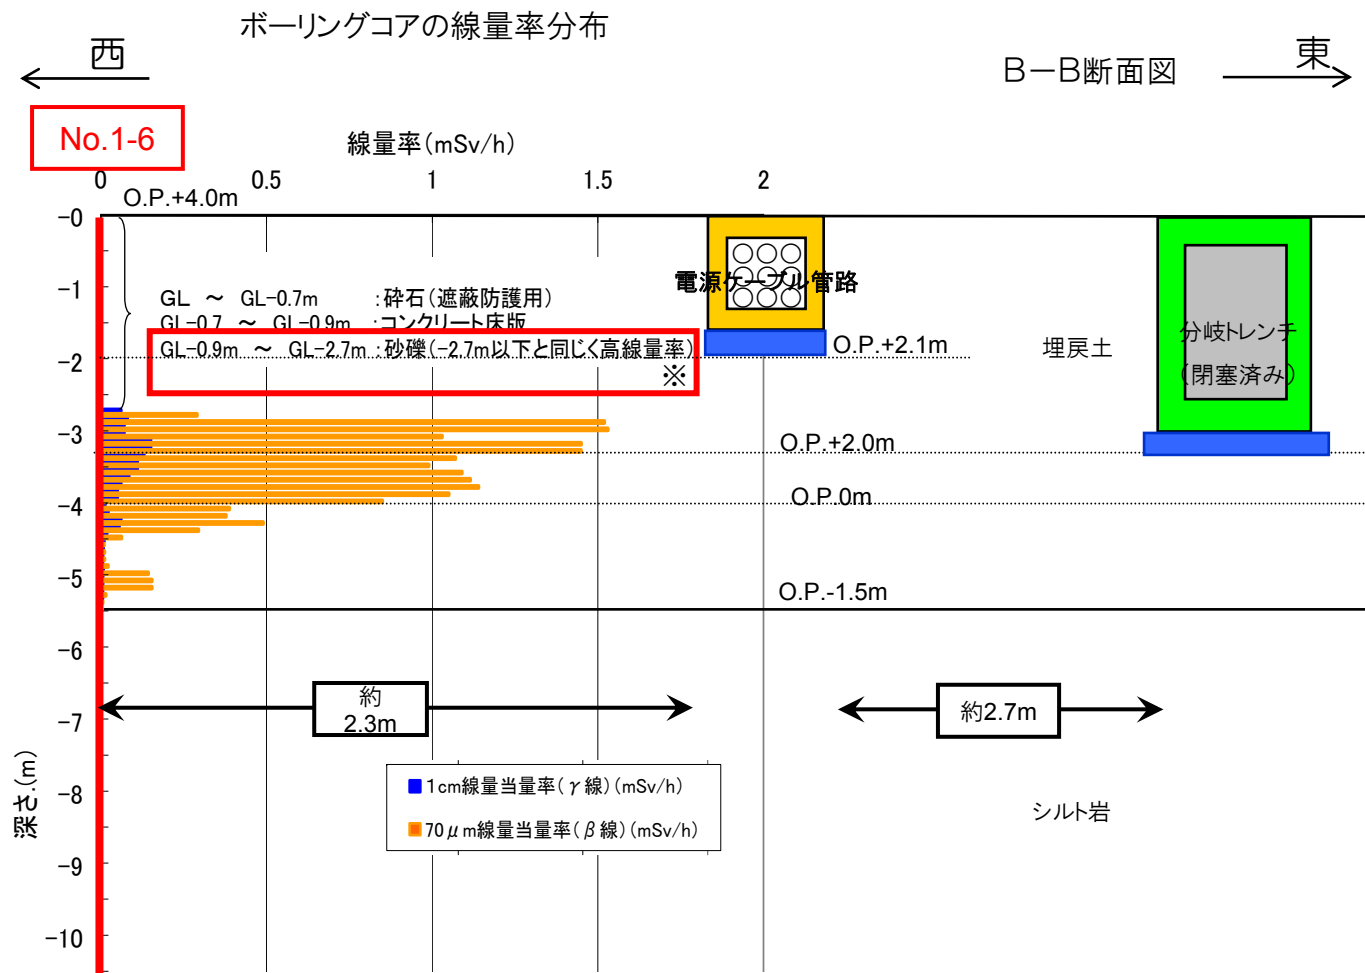 ボーリングコアの線量率分布
西
B－B断面図
東
No.1-6
線量率(mSv/h)
0
0.5
1
1.5
2
O.P.+4.0m
-0
-1
-2
-3
-4
-5
-6
-7
-8
-9
-10
深さ.(m)
GL ～ GL-0.7m :砕石(遮蔽防護用)
GL-0.7 ～ GL-0.9m :コンクリート床版
GL-0.9m ～ GL-2.7m:砂礫(-2.7m以下と同じく高線量率)
※
電源ケーブル管路
O.P.+2.1m
埋戻土
分岐トレンチ
(閉塞済み)
O.P.+2.0m
O.P.0m
O.P.-1.5m
約
2.3m
約2.7m
1cm線量当量率(γ線)(mSv/h)
70μm線量当量率(β線)(mSv/h)
シルト岩